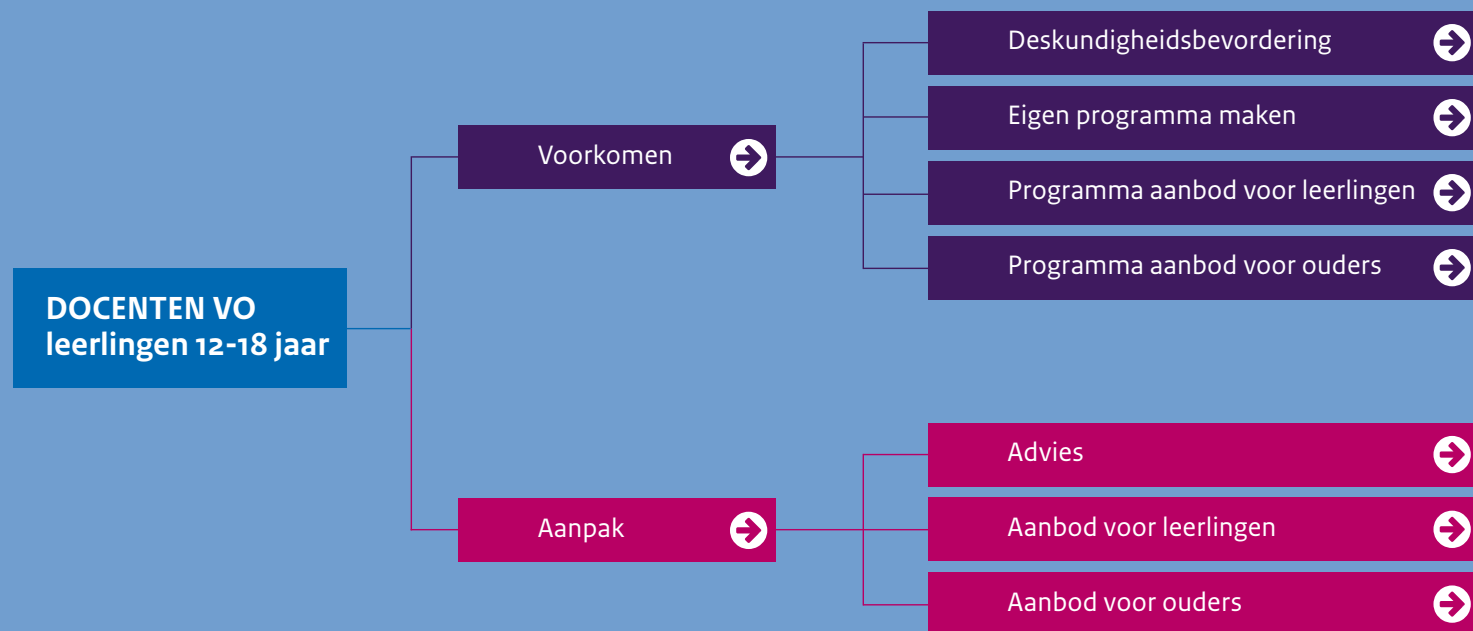 DOCENTEN VO
leerlingen 12-18 jaar
Voorkomen
Deskundigheidsbevordering
Eigen programma maken
Programma aanbod voor leerlingen
Programma aanbod voor ouders
Aanpak
Advies
Aanbod voor leerlingen
Aanbod voor ouders